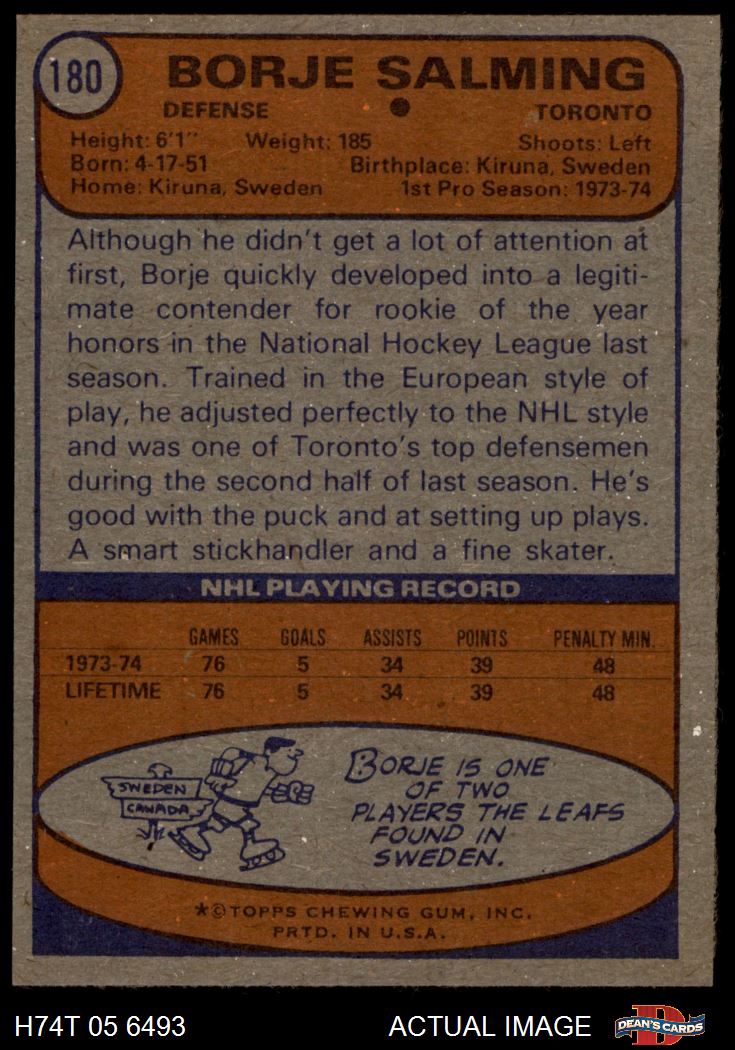 180
BORJE SALMING
DEFENSE ● TORONTO
Height: 6'1" Weight: 185 Shoots: Left
Born: 4-17-51 Birthplace: Kiruna, Sweden
Home: Kiruna, Sweden 1st Pro Season: 1973-74
Although he didn't get a lot of attention at
first, Borje quickly developed into a legiti-
mate contender for rookie of the year
honors in the National Hockey League last
season. Trained in the European style of
play, he adjusted perfectly to the NHL style
and was one of Toronto's top defensemen
during the second half of last season. He's
good with the puck and at setting up plays.
A smart stickhandler and a fine skater.
NHL PLAYING RECORD
GAMES GOALS ASSISTS POINTS PENALTY MIN.
1973-74 76 5 34 39 48
LIFETIME 76 5 34 39 48
SWEDEN
CANADA
BORJE IS ONE
OF TWO
PLAYERS THE LEAFS
FOUND IN
SWEDEN.
*©TOPPS CHEWING GUM, INC.
PRTD. IN U.S.A.
H74T 05 6493 ACTUAL IMAGE
DEAN'S CARDS